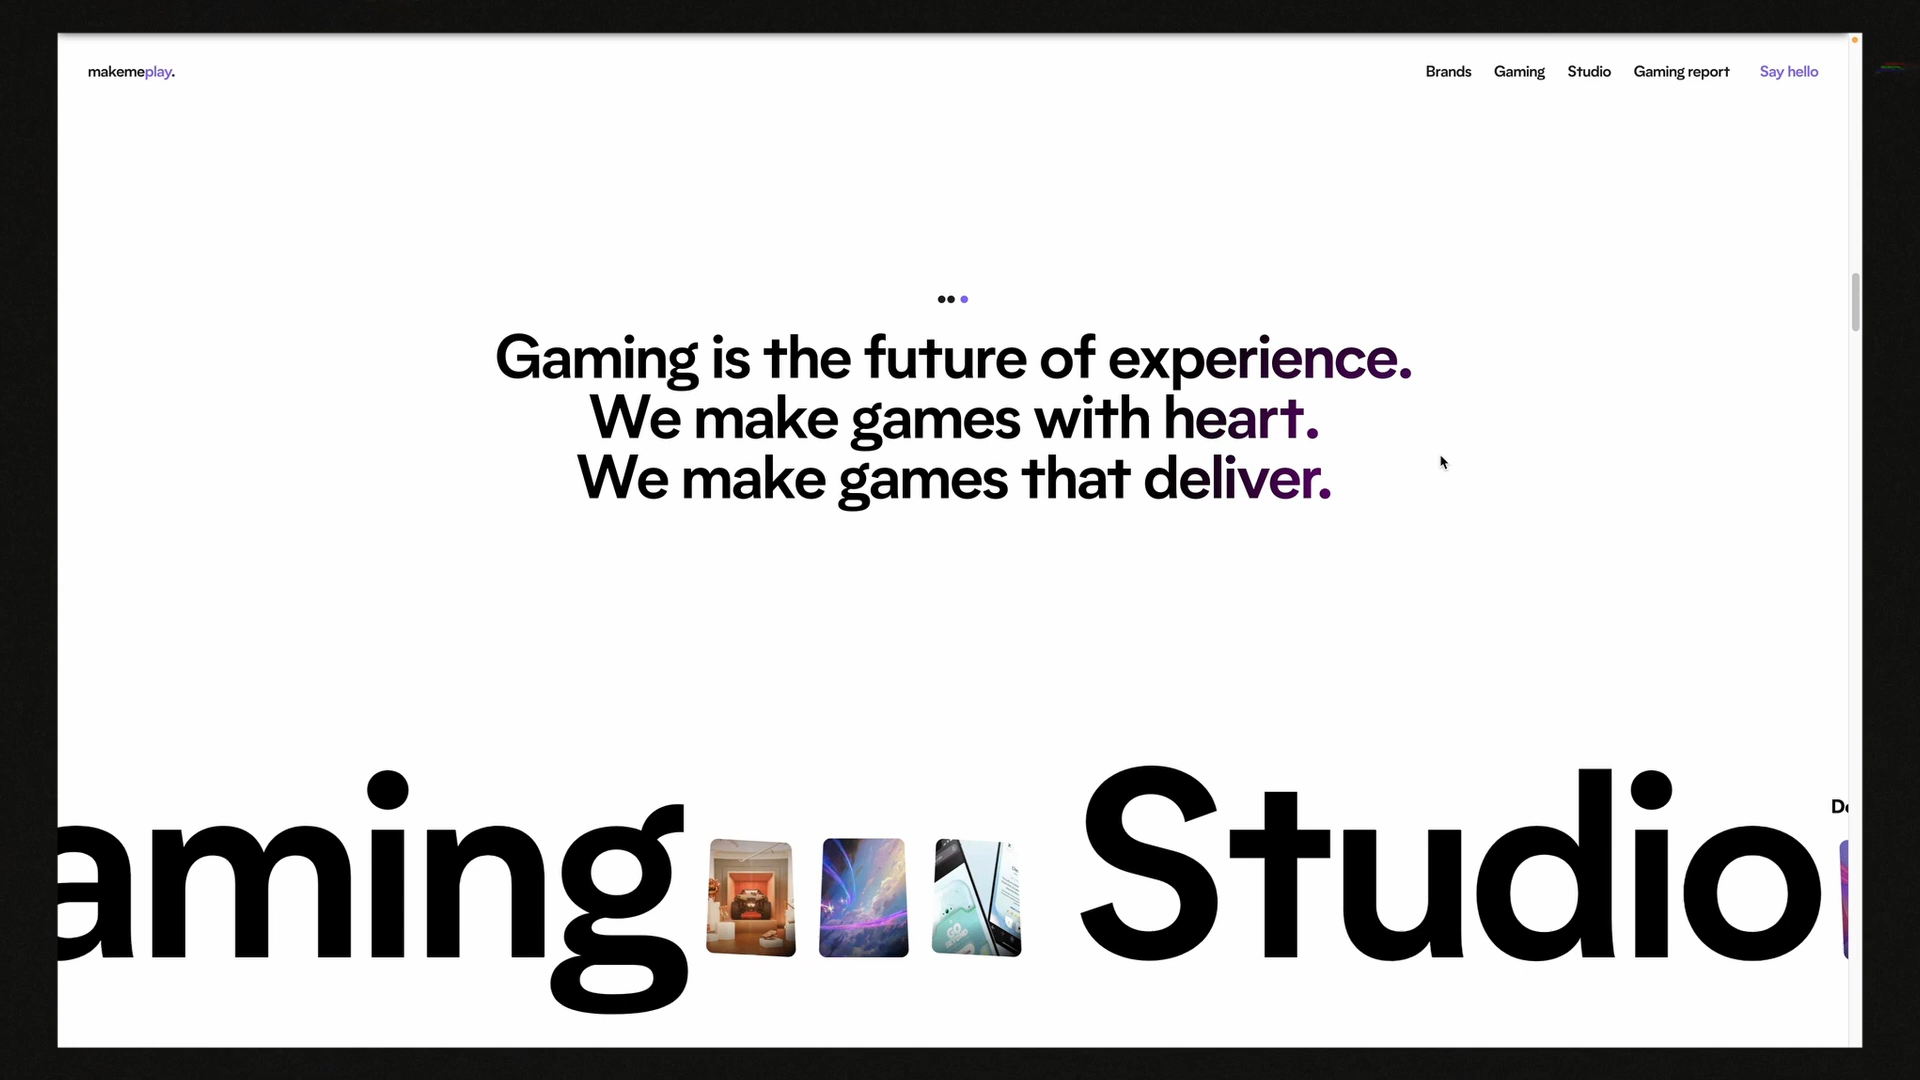 makemeplay.
Brands Gaming Studio Gaming report Say hello
Gaming is the future of experience.
We make games with heart.
We make games that deliver.
aming Studio
GO